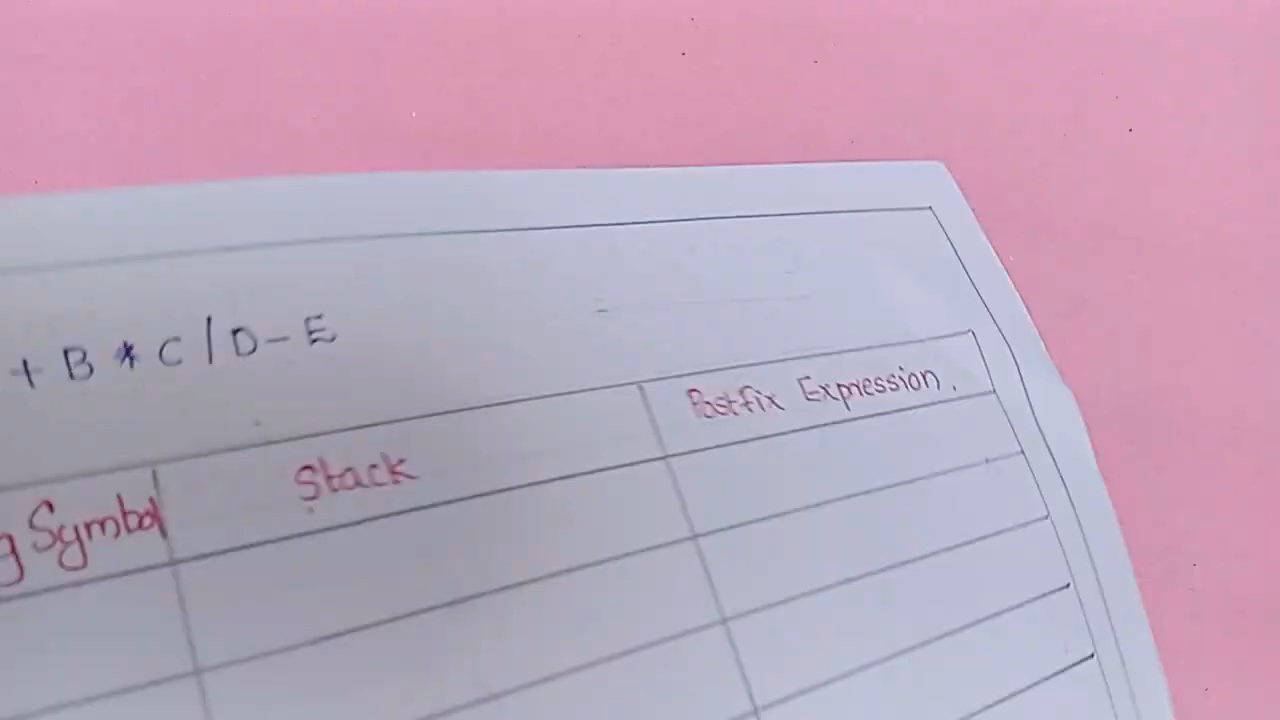 + B * C / D - E
g Symbol Stack Postfix Expression.